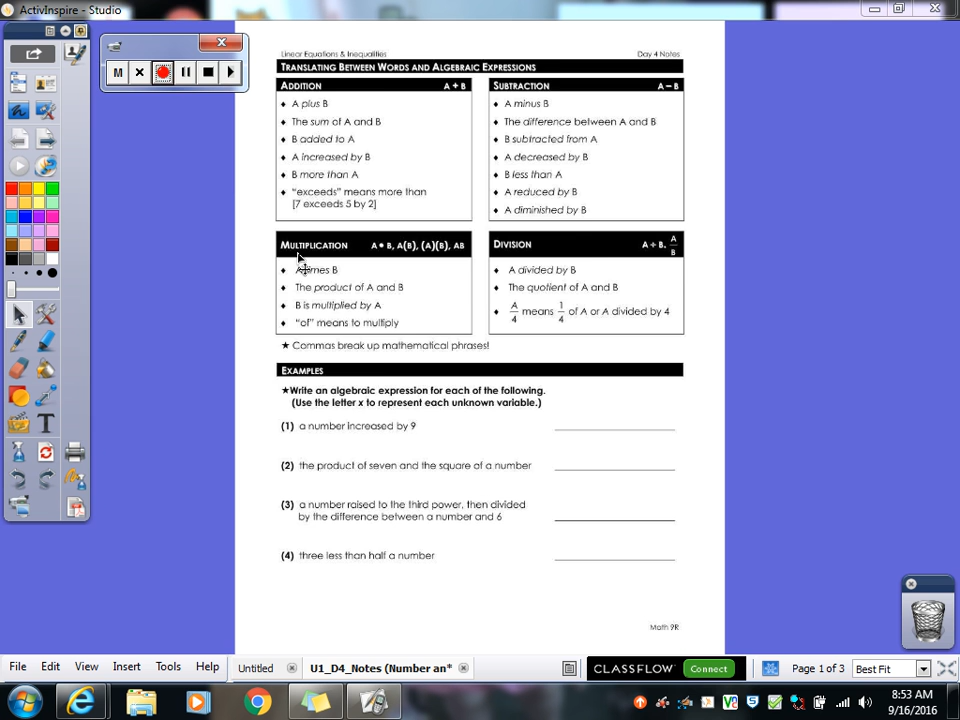 ActivInspire - Studio
M
Linear Equations & Inequalities
Day 4 Notes
TRANSLATING BETWEEN WORDS AND ALGEBRAIC EXPRESSIONS
ADDITION A + B
♦ A plus B
♦ The sum of A and B
♦ B added to A
♦ A increased by B
♦ B more than A
♦ “exceeds” means more than
[7 exceeds 5 by 2]
SUBTRACTION A – B
♦ A minus B
♦ The difference between A and B
♦ B subtracted from A
♦ A decreased by B
♦ B less than A
♦ A reduced by B
♦ A diminished by B
MULTIPLICATION A • B, A(B), (A)(B), AB
♦ A times B
♦ The product of A and B
♦ B is multiplied by A
♦ “of” means to multiply
DIVISION A ÷ B, A/B
♦ A divided by B
♦ The quotient of A and B
♦ A/4 means 1/4 of A or A divided by 4
★ Commas break up mathematical phrases!
EXAMPLES
★Write an algebraic expression for each of the following.
(Use the letter x to represent each unknown variable.)
(1) a number increased by 9
(2) the product of seven and the square of a number
(3) a number raised to the third power, then divided
by the difference between a number and 6
(4) three less than half a number
Math 9R
File Edit View Insert Tools Help
Untitled
U1_D4_Notes (Number an*
CLASSFLOW Connect
Page 1 of 3
Best Fit
8:53 AM
9/16/2016